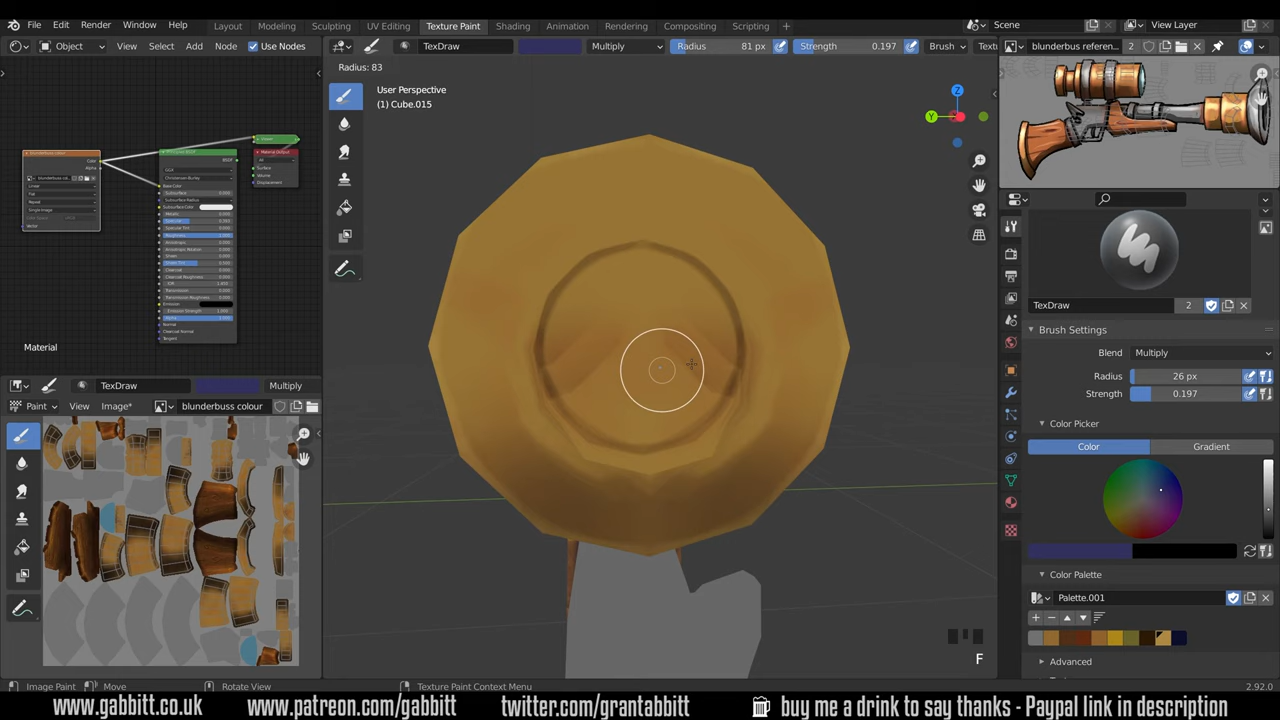 File Edit Render Window Help Layout Modeling Sculpting UV Editing Texture Paint Shading Animation Rendering Compositing Scripting + Scene View Layer
Object View Select Add Node Use Nodes TexDraw Multiply Radius 81 px Strength 0.197 Brush Textu blunderbus referen... 2
Radius: 83
User Perspective
(1) Cube.015
Z
Y
Material
TexDraw Multiply
Paint View Image* blunderbuss colour
TexDraw 2
Brush Settings
Blend Multiply
Radius 26 px
Strength 0.197
Color Picker
Color Gradient
Color Palette
Palette.001
Advanced
F
Image Paint Move Rotate View Texture Paint Context Menu 2.92.0
www.gabbitt.co.uk www.patreon.com/gabbitt twitter.com/grantabbitt buy me a drink to say thanks - Paypal link in description